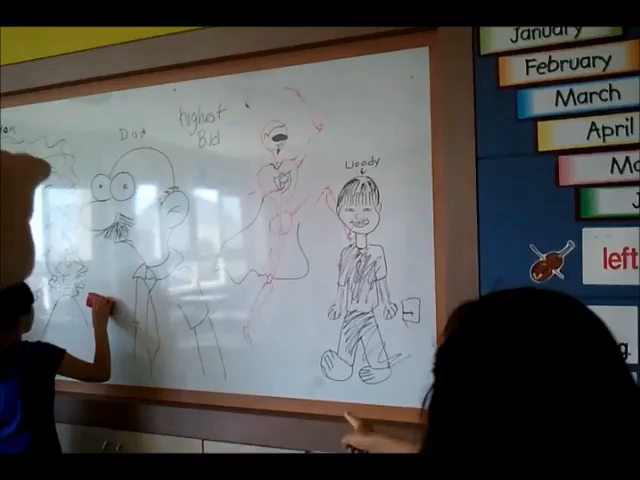 Dad
Highest
Bid
Woody
January
February
March
April
left